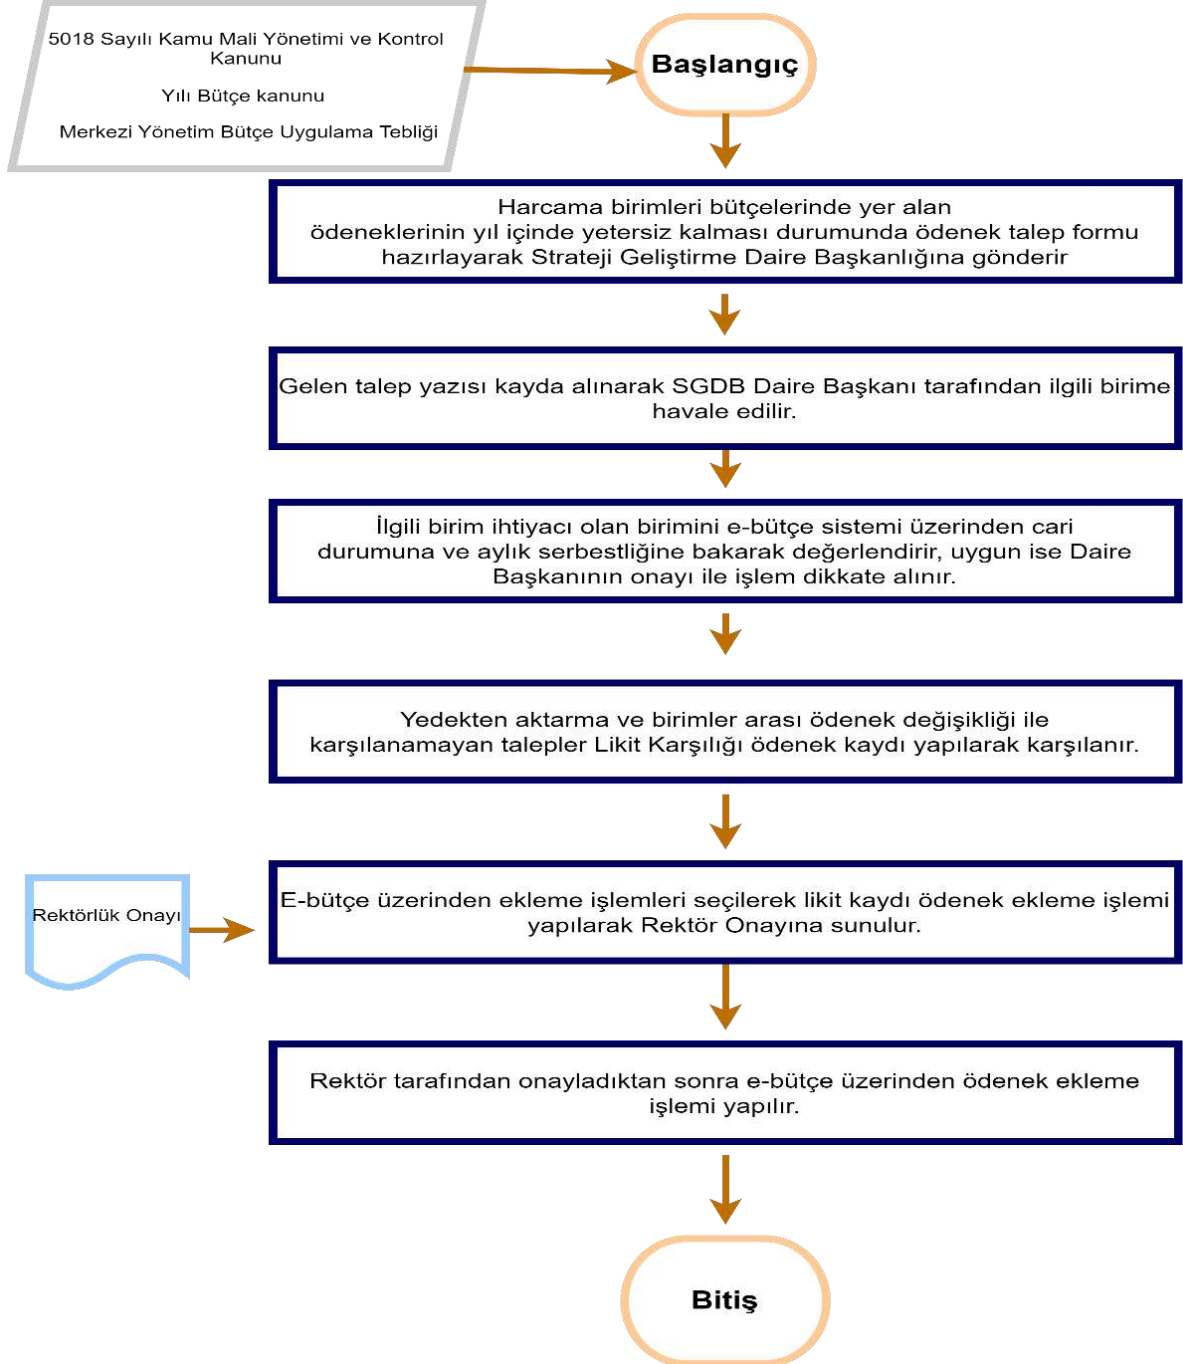 5018 Sayılı Kamu Mali Yönetimi ve Kontrol
Kanunu
Yılı Bütçe kanunu
Merkezi Yönetim Bütçe Uygulama Tebliği
Başlangıç
Harcama birimleri bütçelerinde yer alan
ödeneklerinin yıl içinde yetersiz kalması durumunda ödenek talep formu
hazırlayarak Strateji Geliştirme Daire Başkanlığına gönderir
Gelen talep yazısı kayda alınarak SGDB Daire Başkanı tarafından ilgili birime
havale edilir.
İlgili birim ihtiyacı olan birimini e-bütçe sistemi üzerinden cari
durumuna ve aylık serbestliğine bakarak değerlendirir, uygun ise Daire
Başkanının onayı ile işlem dikkate alınır.
Yedekten aktarma ve birimler arası ödenek değişikliği ile
karşılanamayan talepler Likit Karşılığı ödenek kaydı yapılarak karşılanır.
Rektörlük Onayı
E-bütçe üzerinden ekleme işlemleri seçilerek likit kaydı ödenek ekleme işlemi
yapılarak Rektör Onayına sunulur.
Rektör tarafından onayladıktan sonra e-bütçe üzerinden ödenek ekleme
işlemi yapılır.
Bitiş